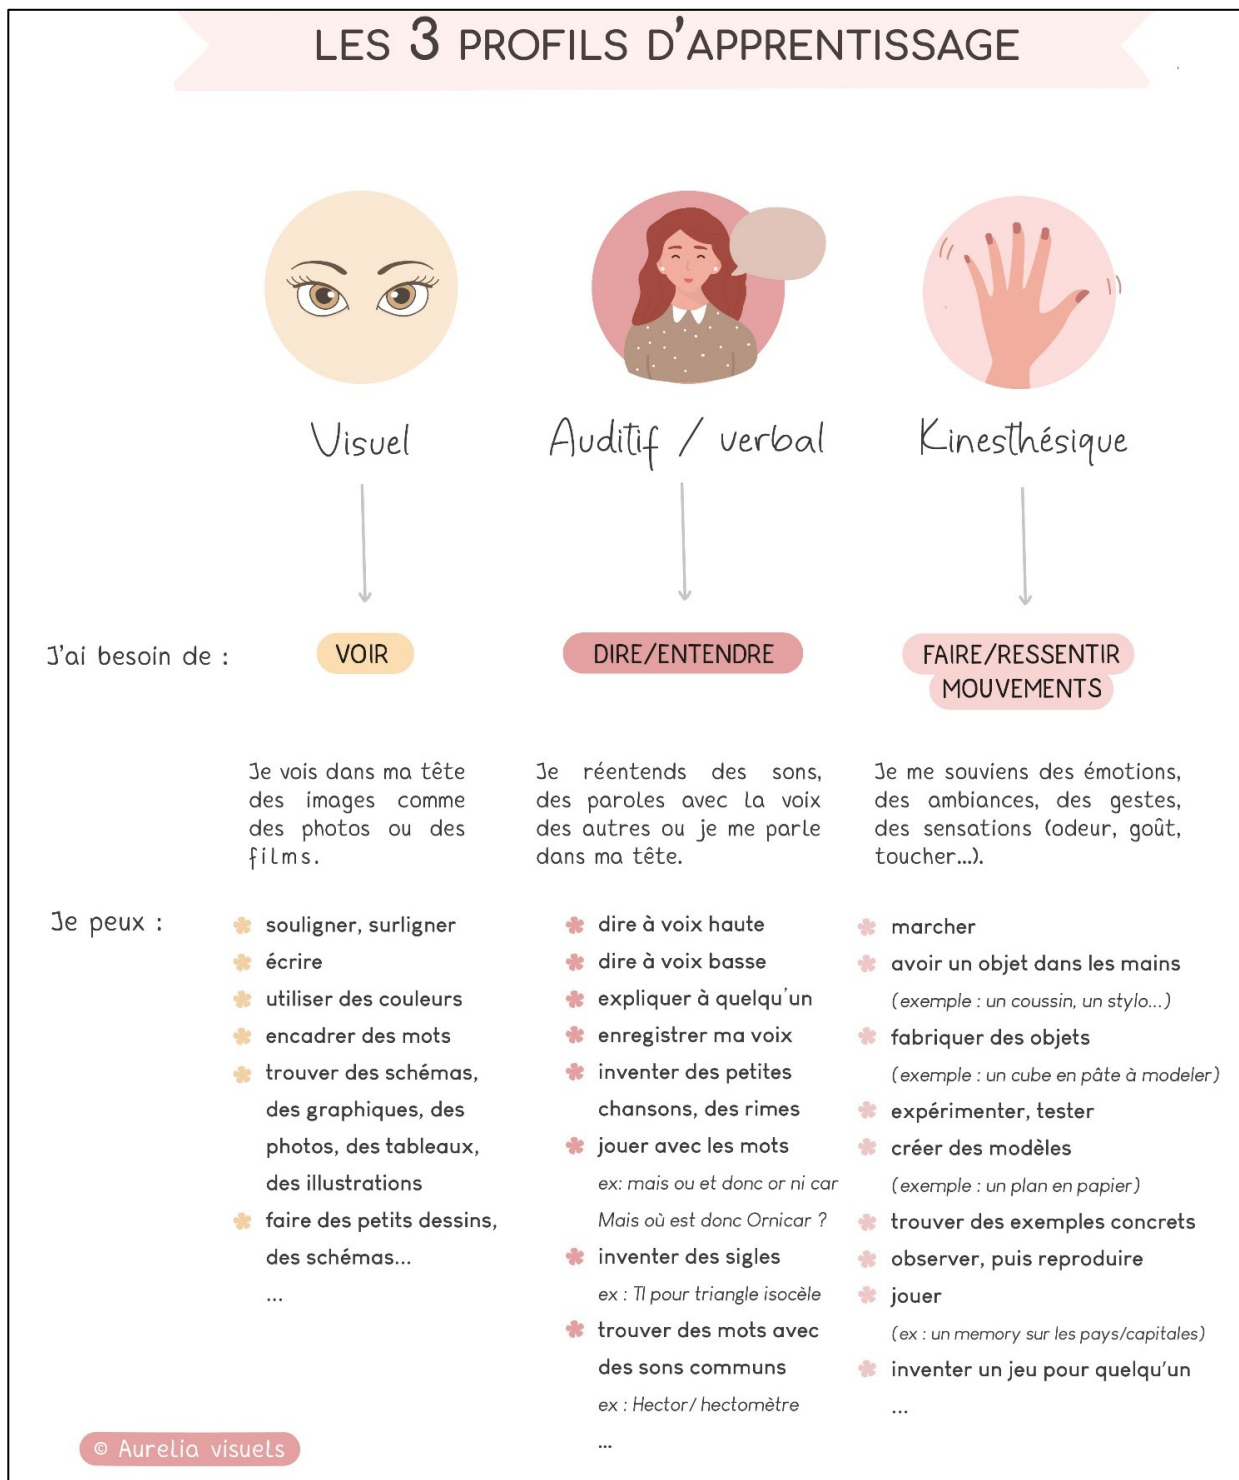 LES 3 PROFILS D'APPRENTISSAGE
Visuel
Auditif / verbal
Kinesthésique
J'ai besoin de :
VOIR
DIRE/ENTENDRE
FAIRE/RESSENTIR
MOUVEMENTS
Je vois dans ma tête
des images comme
des photos ou des
films.
Je réentends des sons,
des paroles avec la voix
des autres ou je me parle
dans ma tête.
Je me souviens des émotions,
des ambiances, des gestes,
des sensations (odeur, goût,
toucher...).
Je peux :
souligner, surligner
écrire
utiliser des couleurs
encadrer des mots
trouver des schémas,
des graphiques, des
photos, des tableaux,
des illustrations
faire des petits dessins,
des schémas...
...
dire à voix haute
dire à voix basse
expliquer à quelqu'un
enregistrer ma voix
inventer des petites
chansons, des rimes
jouer avec les mots
ex: mais ou et donc or ni car
Mais où est donc Ornicar ?
inventer des sigles
ex : TI pour triangle isocèle
trouver des mots avec
des sons communs
ex : Hector/ hectomètre
...
marcher
avoir un objet dans les mains
(exemple : un coussin, un stylo...)
fabriquer des objets
(exemple : un cube en pâte à modeler)
expérimenter, tester
créer des modèles
(exemple : un plan en papier)
trouver des exemples concrets
observer, puis reproduire
jouer
(ex : un memory sur les pays/capitales)
inventer un jeu pour quelqu'un
...
© Aurelia visuels